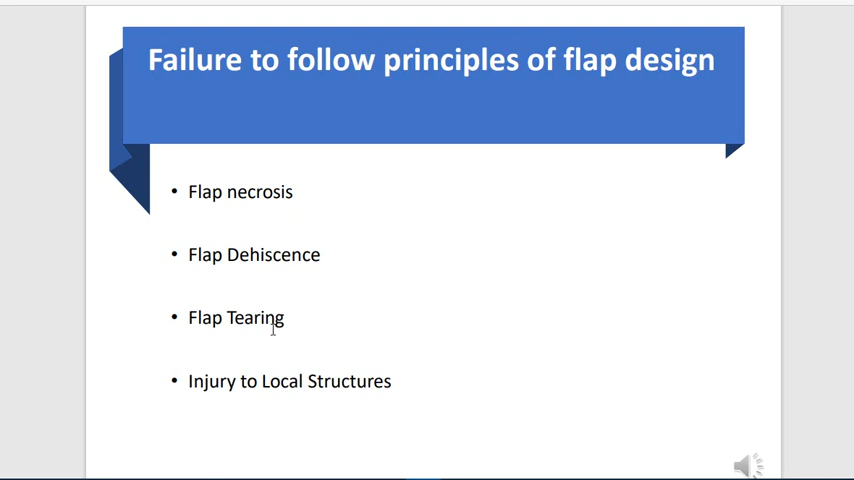 Failure to follow principles of flap design
• Flap necrosis
• Flap Dehiscence
• Flap Tearing
• Injury to Local Structures